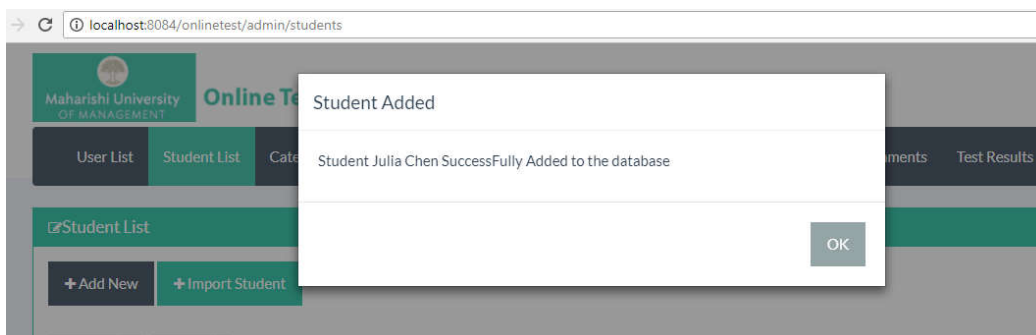 localhost:8084/onlinetest/admin/students
Maharishi University
OF MANAGEMENT
Online Te
Student Added
User List Student List Cate
Student Julia Chen SuccessFully Added to the database
ments Test Results
Student List
OK
+ Add New + Import Student